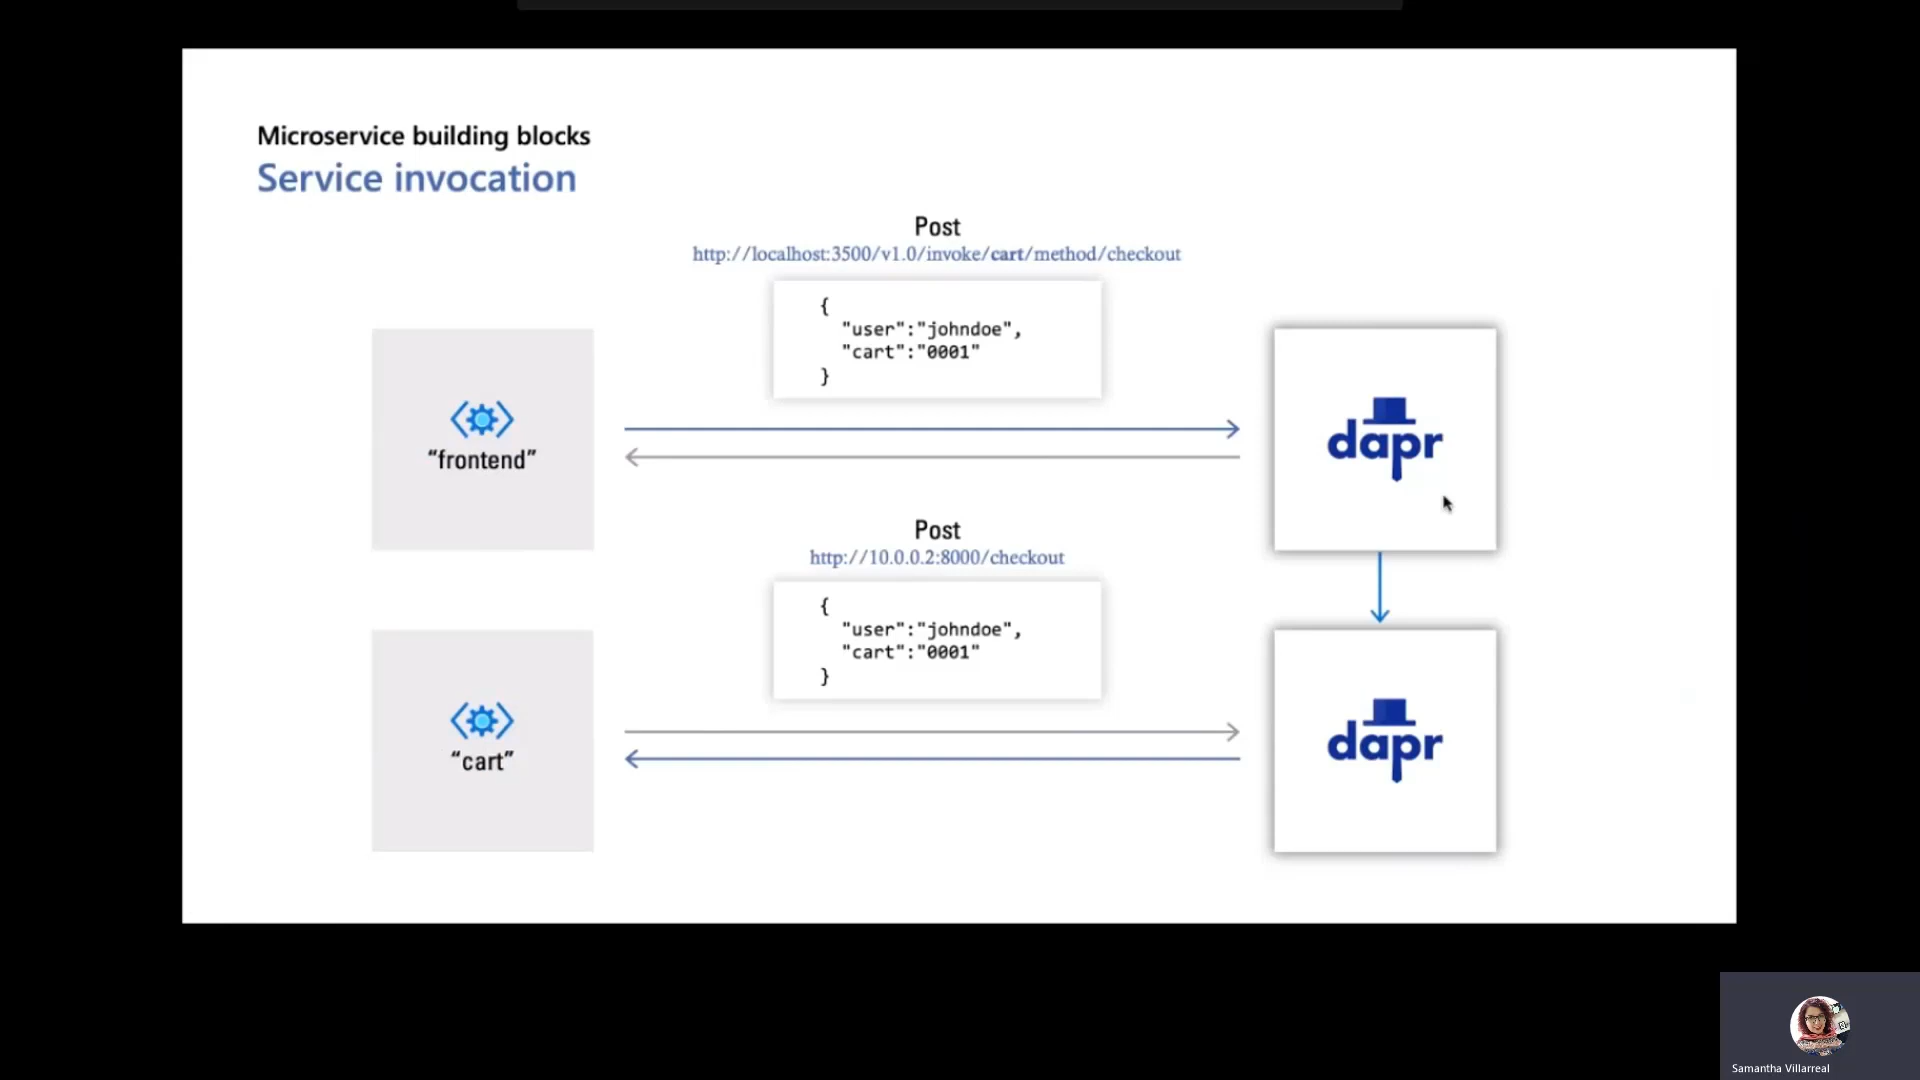 Microservice building blocks
Service invocation
Post
http://localhost:3500/v1.0/invoke/cart/method/checkout
{
"user":"johndoe",
"cart":"0001"
}
“frontend”
dapr
Post
http://10.0.0.2:8000/checkout
{
"user":"johndoe",
"cart":"0001"
}
“cart”
dapr
Samantha Villarreal